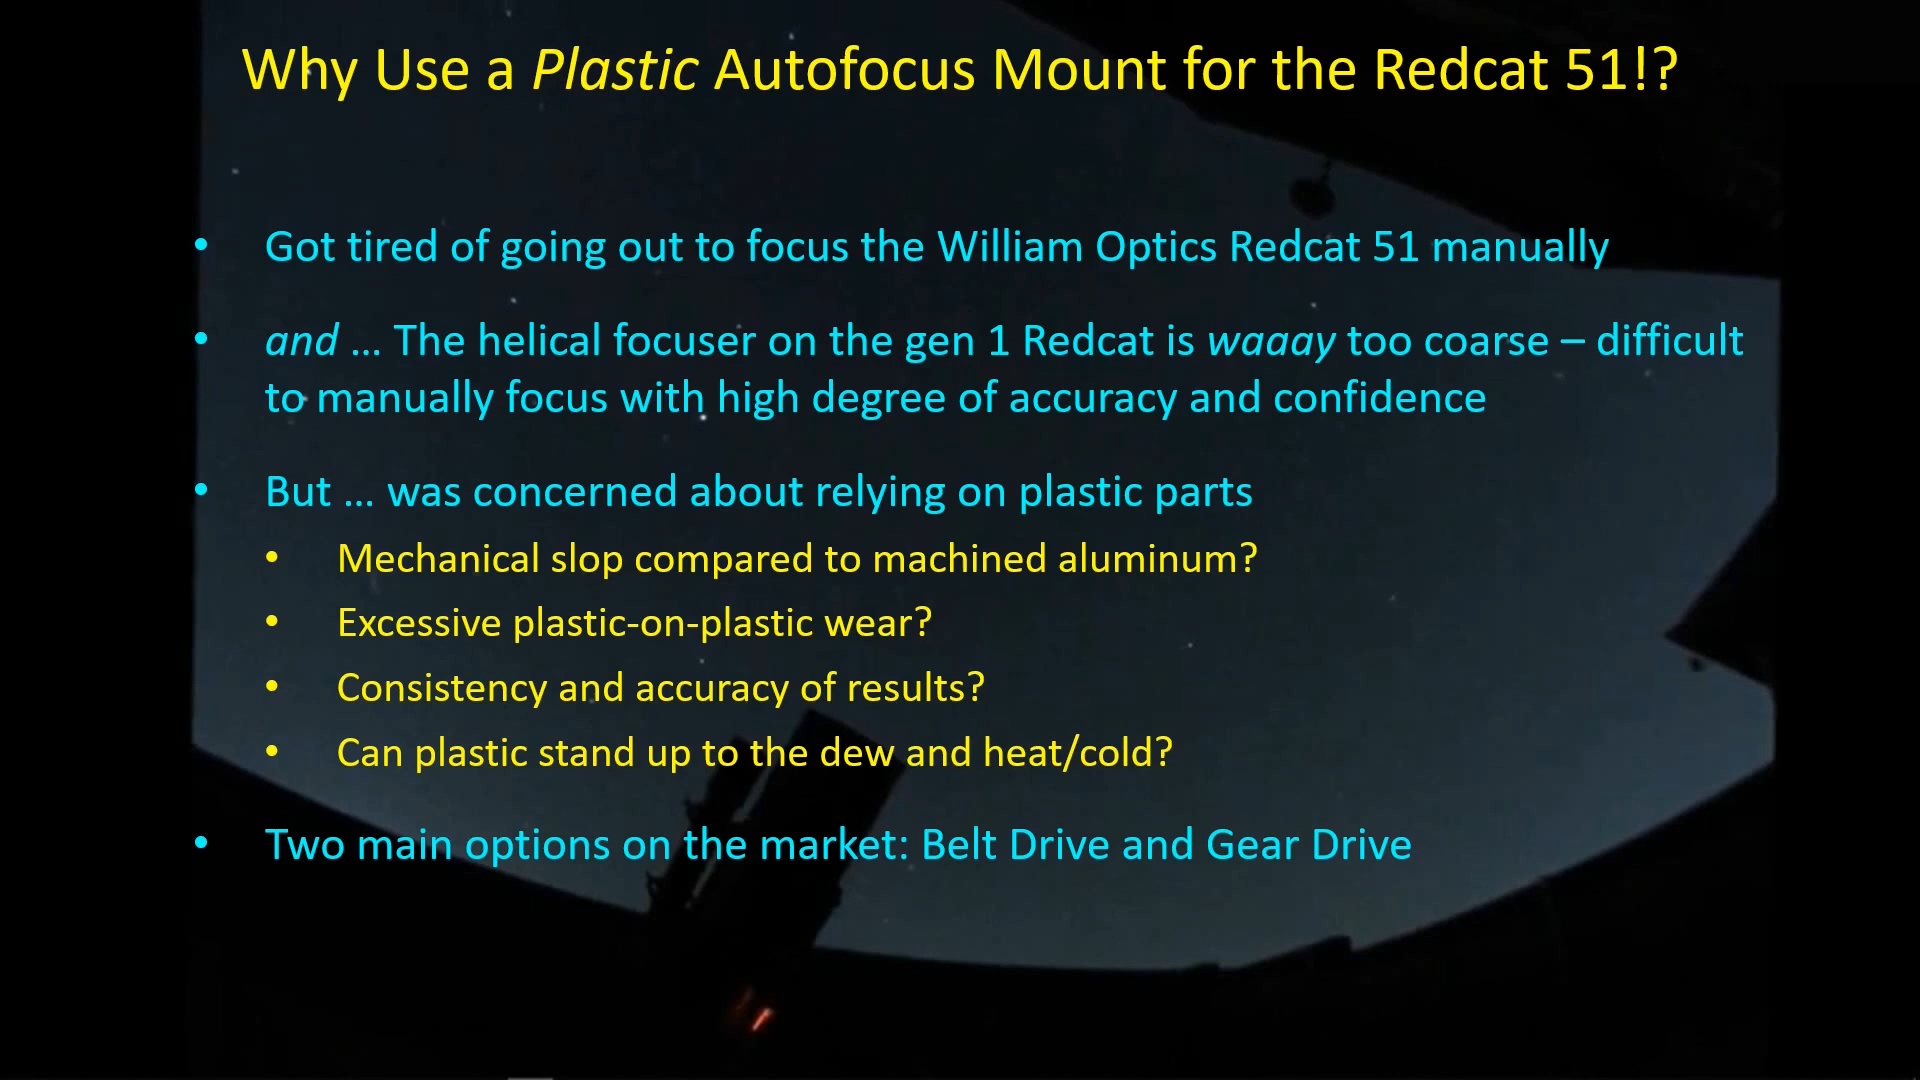 Why Use a Plastic Autofocus Mount for the Redcat 51!?
• Got tired of going out to focus the William Optics Redcat 51 manually
• and … The helical focuser on the gen 1 Redcat is waaay too coarse – difficult
to manually focus with high degree of accuracy and confidence
• But … was concerned about relying on plastic parts
• Mechanical slop compared to machined aluminum?
• Excessive plastic-on-plastic wear?
• Consistency and accuracy of results?
• Can plastic stand up to the dew and heat/cold?
• Two main options on the market: Belt Drive and Gear Drive